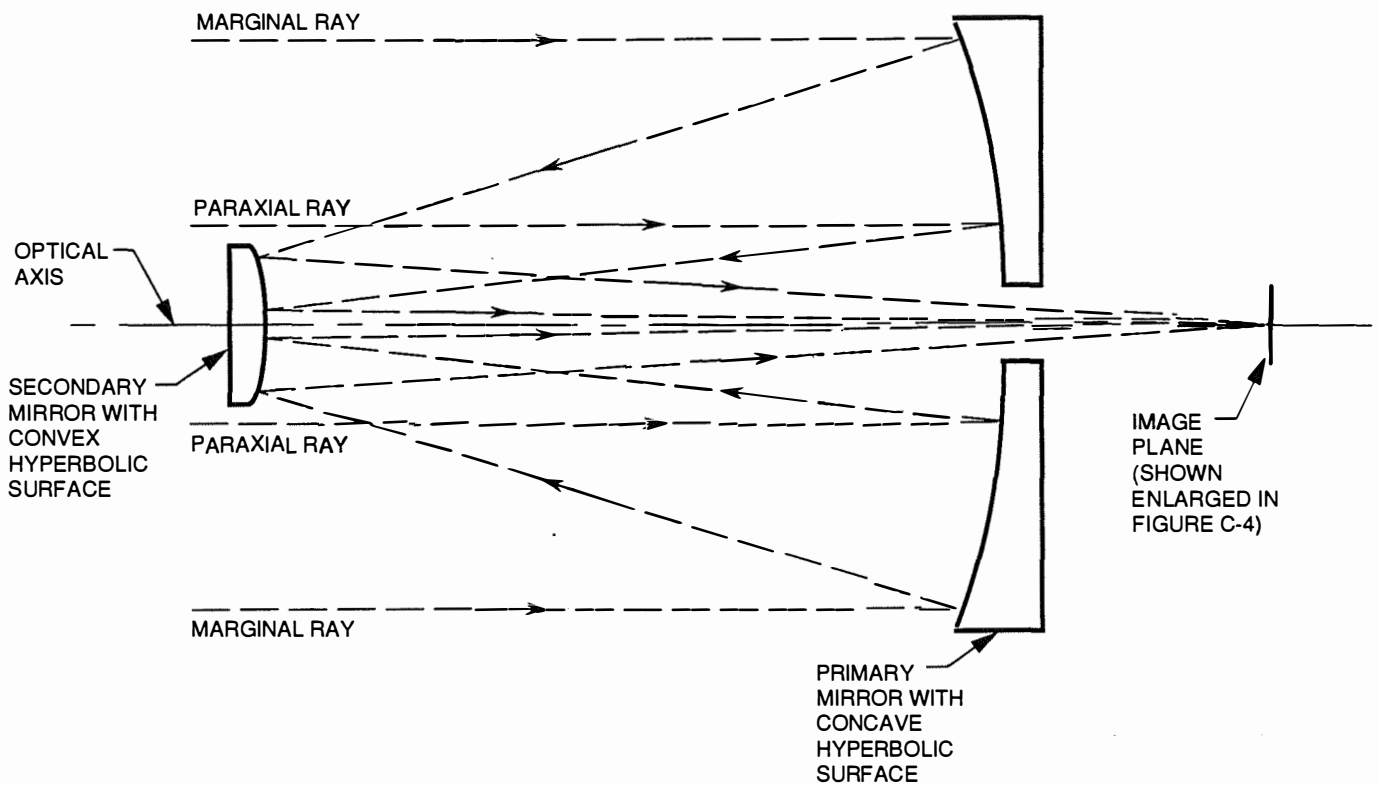 MARGINAL RAY
PARAXIAL RAY
OPTICAL
AXIS
SECONDARY
MIRROR WITH
CONVEX
HYPERBOLIC
SURFACE
PARAXIAL RAY
IMAGE
PLANE
(SHOWN
ENLARGED IN
FIGURE C-4)
MARGINAL RAY
PRIMARY
MIRROR WITH
CONCAVE
HYPERBOLIC
SURFACE